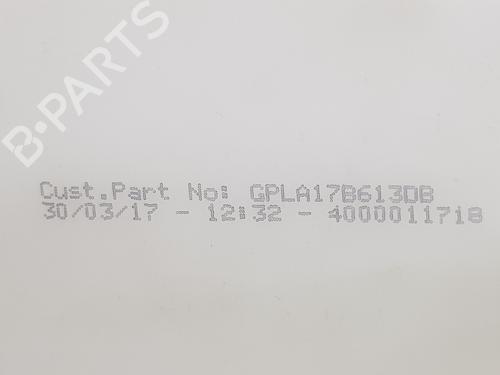 B-PARTS
Cust.Part No: GPLA17B613DB
30/03/17 - 12:32 - 4000011718